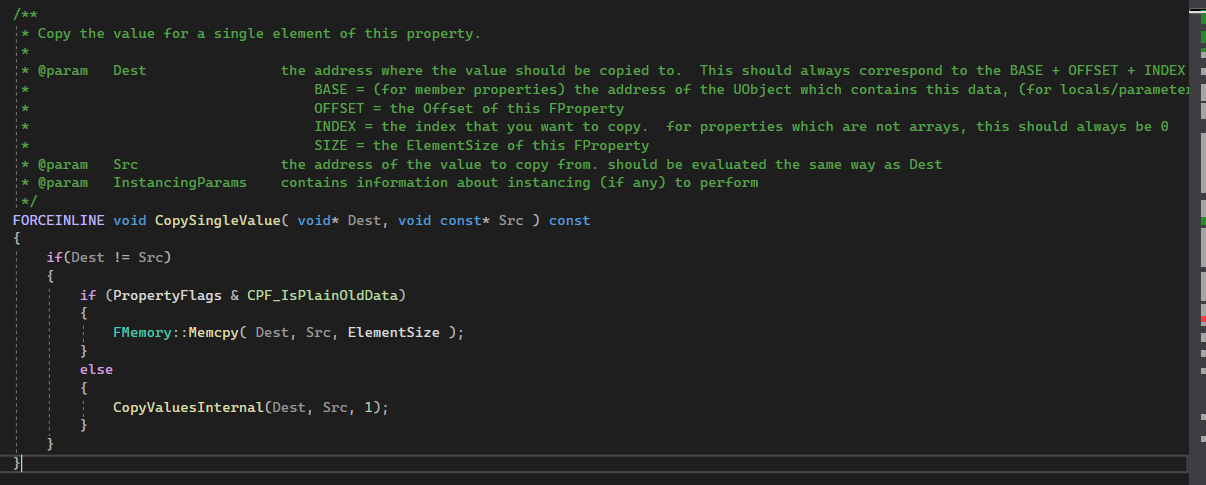 /**
* Copy the value for a single element of this property.
*
* @param   Dest                the address where the value should be copied to.  This should always correspond to the BASE + OFFSET + INDEX
*                                  BASE = (for member properties) the address of the UObject which contains this data, (for locals/parameter
*                                  OFFSET = the Offset of this FProperty
*                                  INDEX = the index that you want to copy.  for properties which are not arrays, this should always be 0
*                                  SIZE = the ElementSize of this FProperty
* @param   Src                 the address of the value to copy from. should be evaluated the same way as Dest
* @param   InstancingParams    contains information about instancing (if any) to perform
*/
FORCEINLINE void CopySingleValue( void* Dest, void const* Src ) const
{
    if(Dest != Src)
    {
        if (PropertyFlags & CPF_IsPlainOldData)
        {
            FMemory::Memcpy( Dest, Src, ElementSize );
        }
        else
        {
            CopyValuesInternal(Dest, Src, 1);
        }
    }
}